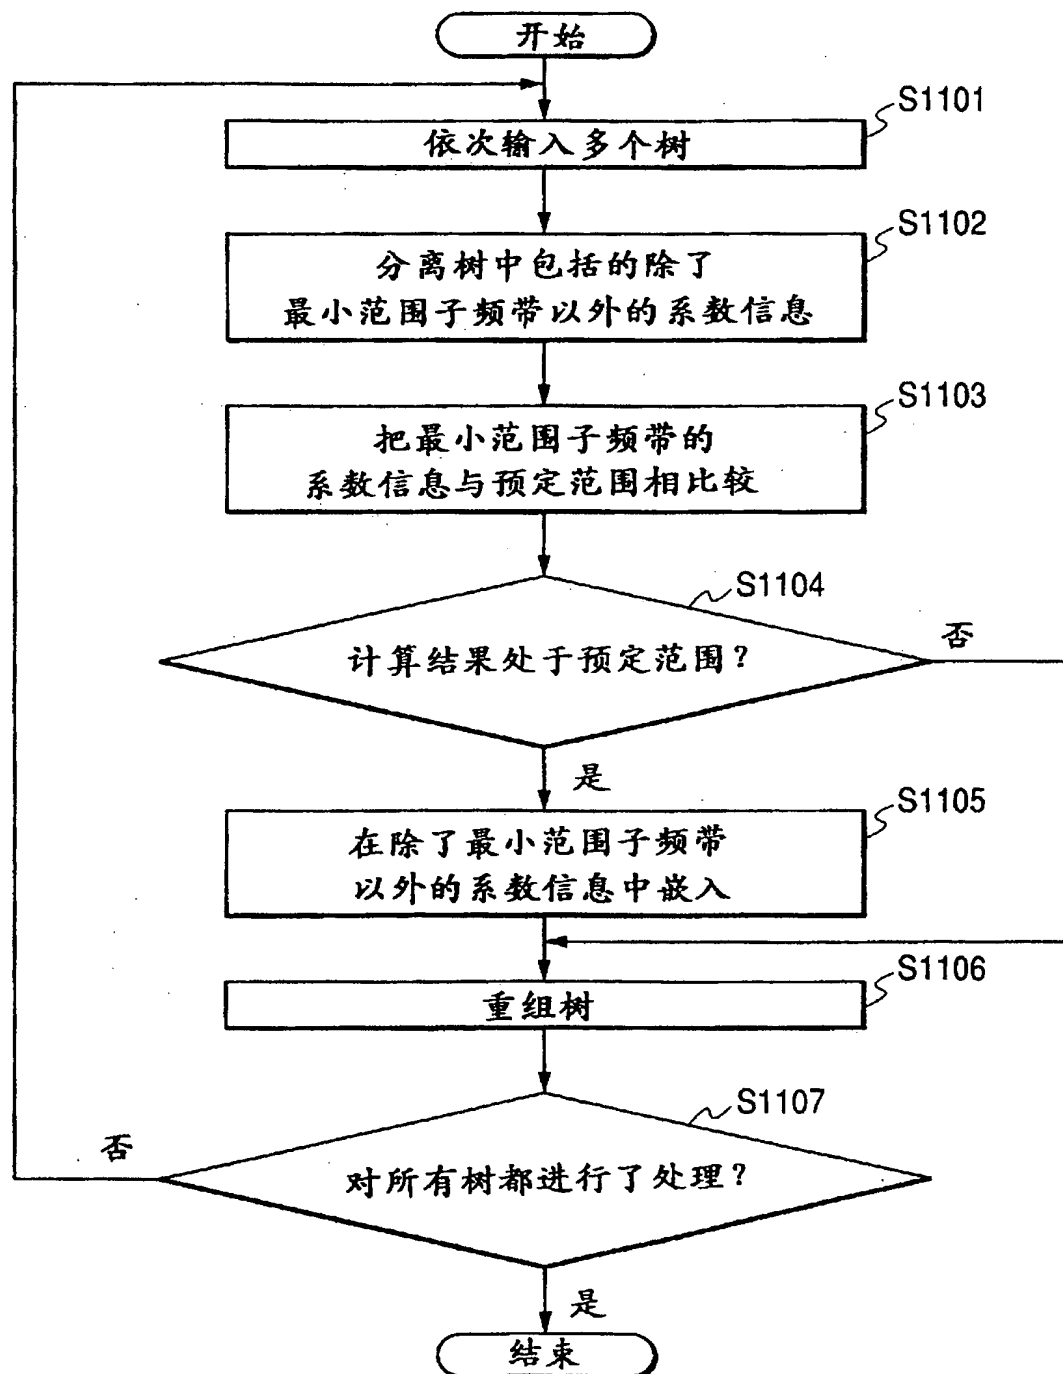 开始
S1101
依次输入多个树
S1102
分离树中包括的除了
最小范围子频带以外的系数信息
S1103
把最小范围子频带的
系数信息与预定范围相比较
S1104
计算结果处于预定范围？
否
是
S1105
在除了最小范围子频带
以外的系数信息中嵌入
S1106
重组树
S1107
对所有树都进行了处理？
否
是
结束